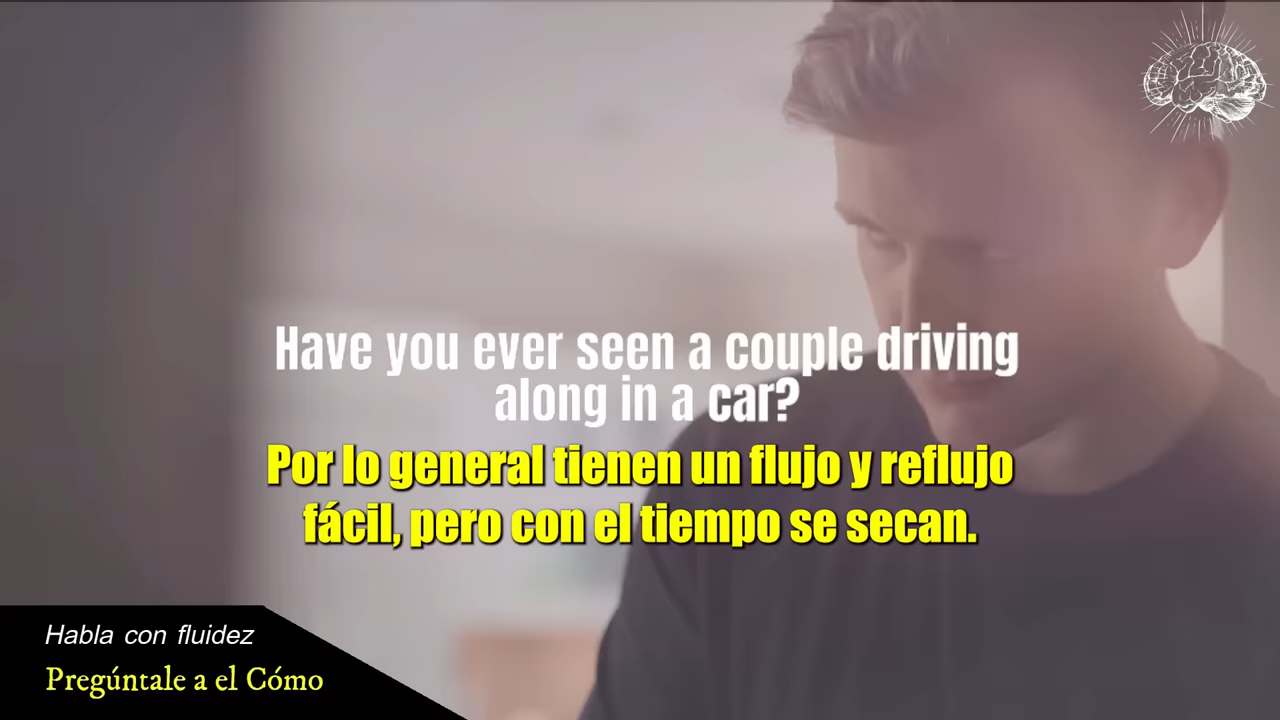 Have you ever seen a couple driving
along in a car?
Por lo general tienen un flujo y reflujo
fácil, pero con el tiempo se secan.
Habla con fluidez
Pregúntale a el Cómo